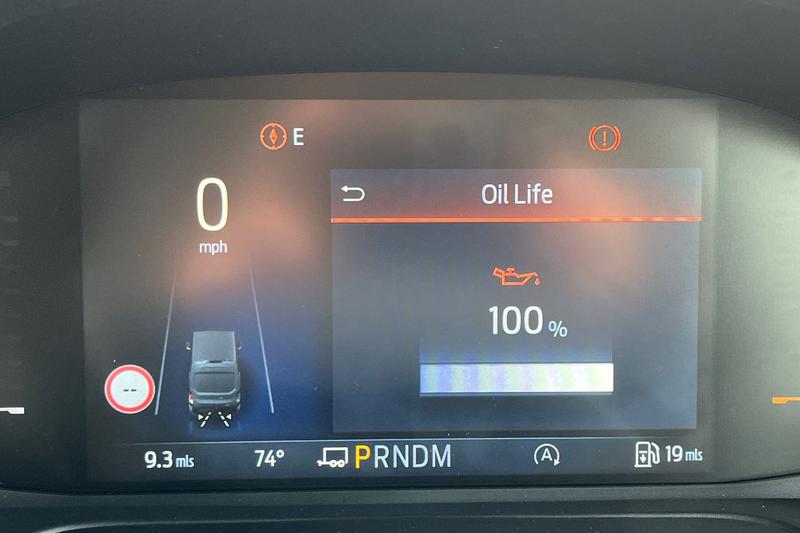 E
0
mph
Oil Life
100 %
--
9.3 mls
74°
PRNDM
A
19 mls